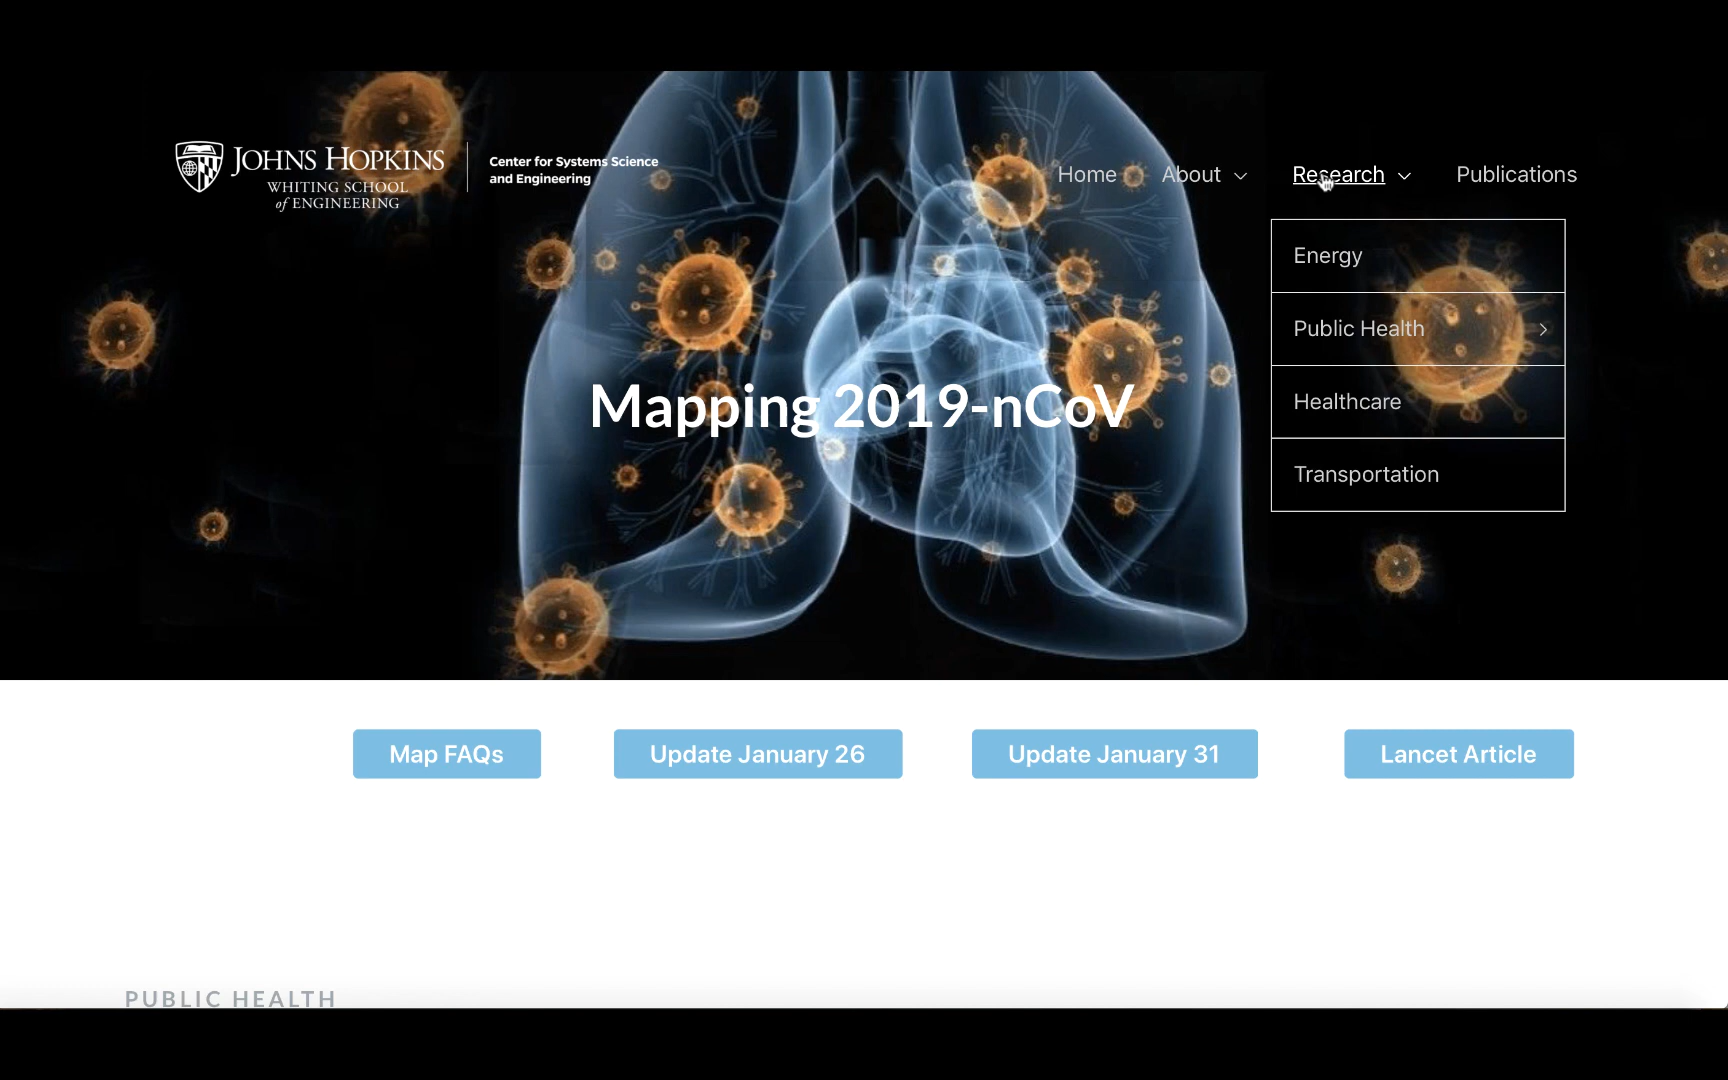 JOHNS HOPKINS
WHITING SCHOOL
of ENGINEERING
Center for Systems Science
and Engineering
Home
About
Research
Publications
Energy
Public Health
Healthcare
Transportation
Mapping 2019-nCoV
Map FAQs
Update January 26
Update January 31
Lancet Article
PUBLIC HEALTH